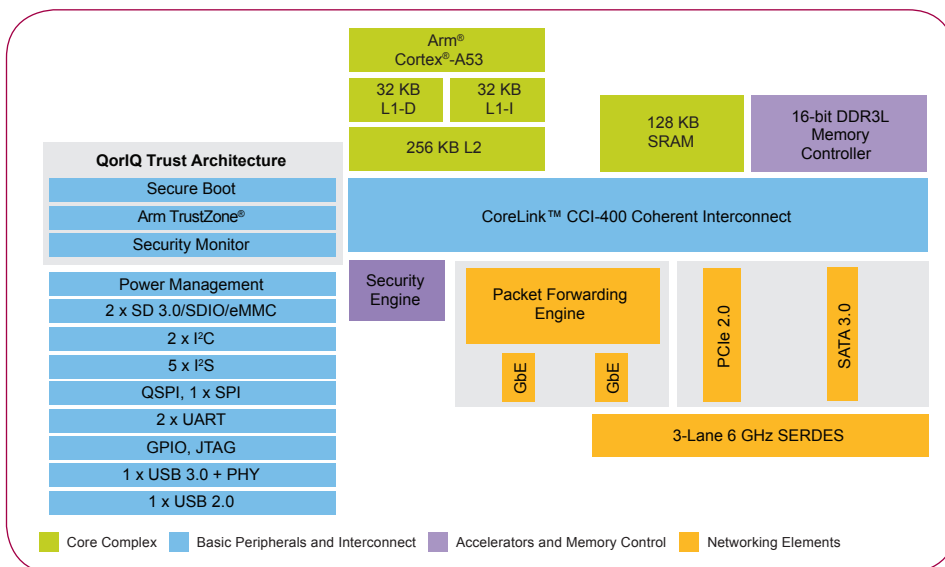 Arm®
Cortex®-A53
32 KB
L1-D
32 KB
L1-I
256 KB L2
128 KB
SRAM
16-bit DDR3L
Memory
Controller
QorIQ Trust Architecture
Secure Boot
Arm TrustZone®
Security Monitor
CoreLink™ CCI-400 Coherent Interconnect
Power Management
2 x SD 3.0/SDIO/eMMC
2 x I²C
5 x I²S
QSPI, 1 x SPI
2 x UART
GPIO, JTAG
1 x USB 3.0 + PHY
1 x USB 2.0
Security
Engine
Packet Forwarding
Engine
GbE
GbE
PCIe 2.0
SATA 3.0
3-Lane 6 GHz SERDES
Core Complex
Basic Peripherals and Interconnect
Accelerators and Memory Control
Networking Elements